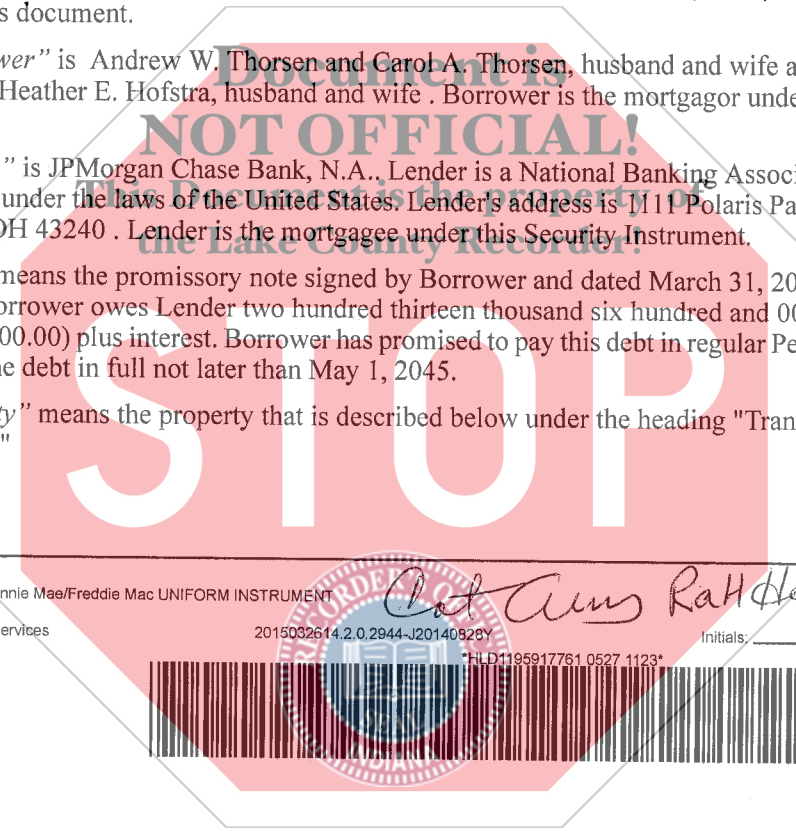 s document.
wer” is Andrew W. Thorsen and Carol A. Thorsen, husband and wife a
Heather E. Hofstra, husband and wife . Borrower is the mortgagor unde
” is JPMorgan Chase Bank, N.A.. Lender is a National Banking Associ
under the laws of the United States. Lender's address is 1111 Polaris Pa
OH 43240 . Lender is the mortgagee under this Security Instrument.
means the promissory note signed by Borrower and dated March 31, 20
orrower owes Lender two hundred thirteen thousand six hundred and 00
00.00) plus interest. Borrower has promised to pay this debt in regular Pe
e debt in full not later than May 1, 2045.
ty” means the property that is described below under the heading "Tran
"
Document is
NOT OFFICIAL!
This Document is the property of
the Lake County Recorder!
STOP
nnie Mae/Freddie Mac UNIFORM INSTRUMENT
RaH
ervices
2015032614.2.0.2944-J20140828Y
Initials:
*HLD1195917761 0527 1123*
RECORDER'S OFFICE
SEAL
INDIANA